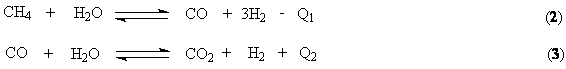 CH₄ + H₂O ⇌ CO + 3H₂ - Q₁ (2)
CO + H₂O ⇌ CO₂ + H₂ + Q₂ (3)